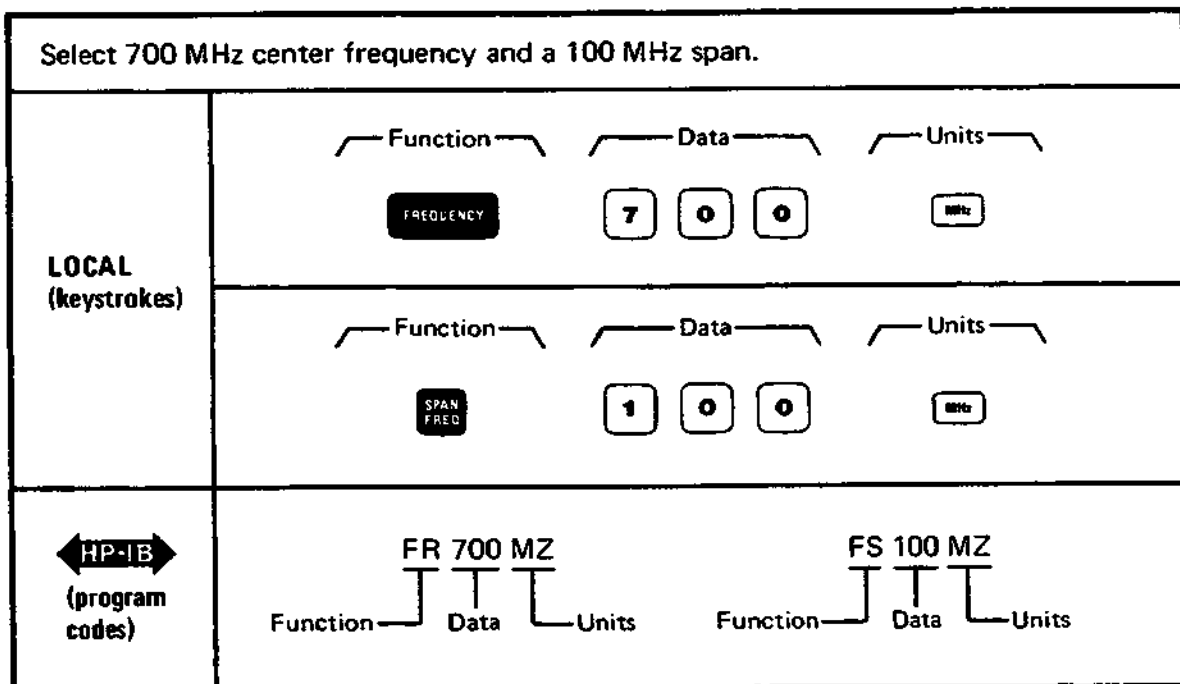 Select 700 MHz center frequency and a 100 MHz span.
LOCAL
(keystrokes)
Function Data Units
FREQUENCY 7 0 0 MHz
Function Data Units
SPAN
FREQ
1 0 0 MHz
HP-IB
(program
codes)
FR 700 MZ
Function Data Units
FS 100 MZ
Function Data Units